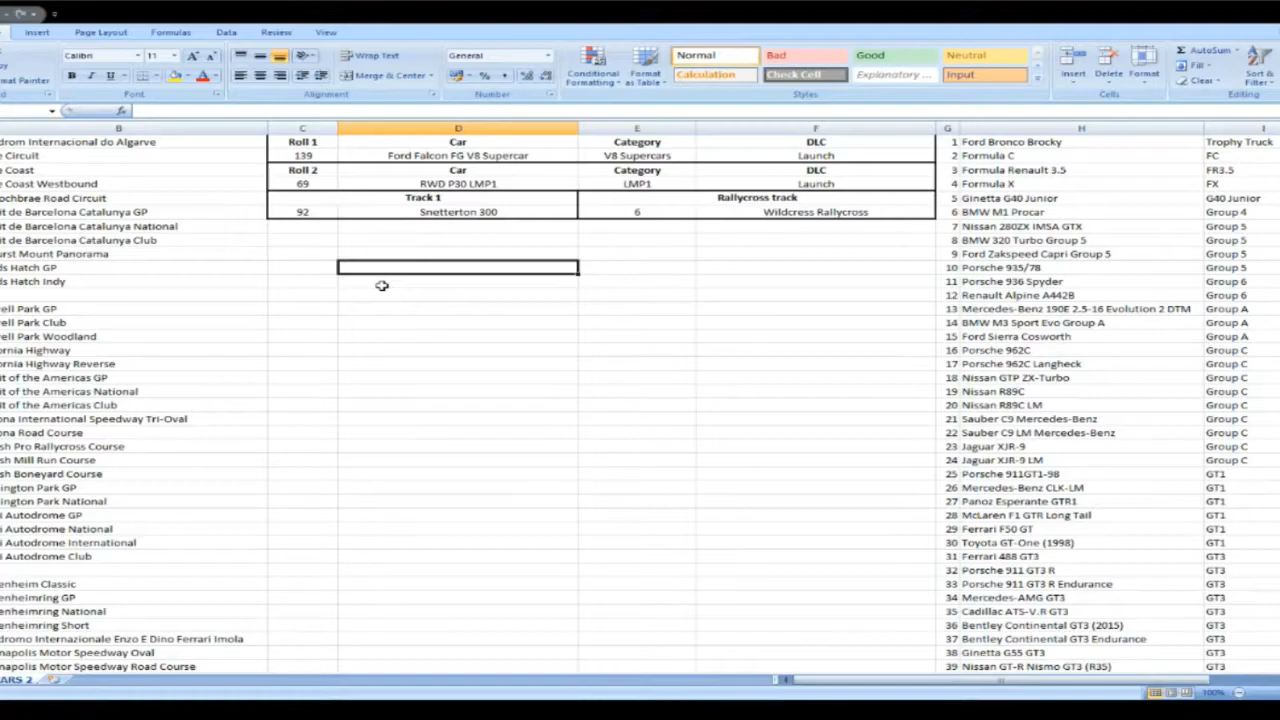 Insert Page Layout Formulas Data Review View
Calibri 11 Wrap Text General Normal Bad Good Neutral AutoSum
Format Painter B I U Merge & Center % Conditional Formatting Format as Table Calculation Check Cell Explanatory ... Input Insert Delete Format Fill Clear Sort & Filter
Font Alignment Number Styles Cells Editing
fx
B C D E F G H I
drom Internacional do Algarve Roll 1 Car Category DLC 1 Ford Bronco Brocky Trophy Truck
e Circuit 139 Ford Falcon FG V8 Supercar V8 Supercars Launch 2 Formula C FC
e Coast Roll 2 Car Category DLC 3 Formula Renault 3.5 FR3.5
e Coast Westbound 69 RWD P30 LMP1 LMP1 Launch 4 Formula X FX
ochbrae Road Circuit Track 1 Rallycross track 5 Ginetta G40 Junior G40 Junior
it de Barcelona Catalunya GP 92 Snetterton 300 6 Wildcress Rallycross 6 BMW M1 Procar Group 4
it de Barcelona Catalunya National 7 Nissan 280ZX IMSA GTX Group 5
it de Barcelona Catalunya Club 8 BMW 320 Turbo Group 5 Group 5
urst Mount Panorama 9 Ford Zakspeed Capri Group 5 Group 5
ds Hatch GP 10 Porsche 935/78 Group 5
ds Hatch Indy 11 Porsche 936 Spyder Group 6
12 Renault Alpine A442B Group 6
ell Park GP 13 Mercedes-Benz 190E 2.5-16 Evolution 2 DTM Group A
ell Park Club 14 BMW M3 Sport Evo Group A Group A
ell Park Woodland 15 Ford Sierra Cosworth Group A
ornia Highway 16 Porsche 962C Group C
ornia Highway Reverse 17 Porsche 962C Langheck Group C
it of the Americas GP 18 Nissan GTP ZX-Turbo Group C
it of the Americas National 19 Nissan R89C Group C
it of the Americas Club 20 Nissan R89C LM Group C
ona International Speedway Tri-Oval 21 Sauber C9 Mercedes-Benz Group C
ona Road Course 22 Sauber C9 LM Mercedes-Benz Group C
sh Pro Rallycross Course 23 Jaguar XJR-9 Group C
sh Mill Run Course 24 Jaguar XJR-9 LM Group C
sh Boneyard Course 25 Porsche 911GT1-98 GT1
ington Park GP 26 Mercedes-Benz CLK-LM GT1
ington Park National 27 Panoz Esperante GTR1 GT1
i Autodrome GP 28 McLaren F1 GTR Long Tail GT1
i Autodrome National 29 Ferrari F50 GT GT1
i Autodrome International 30 Toyota GT-One (1998) GT1
i Autodrome Club 31 Ferrari 488 GT3 GT3
32 Porsche 911 GT3 R GT3
enheim Classic 33 Porsche 911 GT3 R Endurance GT3
enheimring GP 34 Mercedes-AMG GT3 GT3
enheimring National 35 Cadillac ATS-V.R GT3 GT3
enheimring Short 36 Bentley Continental GT3 (2015) GT3
odromo Internazionale Enzo E Dino Ferrari Imola 37 Bentley Continental GT3 Endurance GT3
napolis Motor Speedway Oval 38 Ginetta G55 GT3 GT3
napolis Motor Speedway Road Course 39 Nissan GT-R Nismo GT3 (R35) GT3
ARS 2
100%